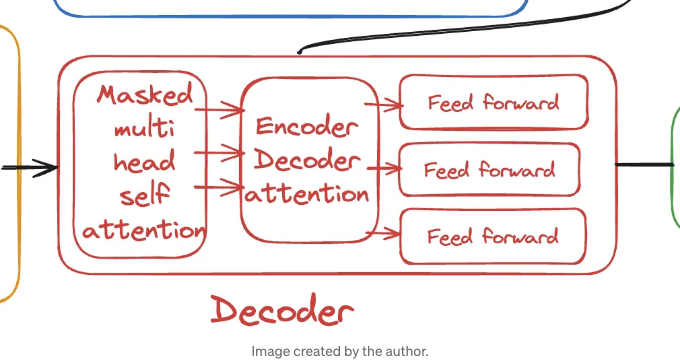 Masked
multi
head
self
attention
Encoder
Decoder
attention
Feed forward
Feed forward
Feed forward
Decoder
Image created by the author.